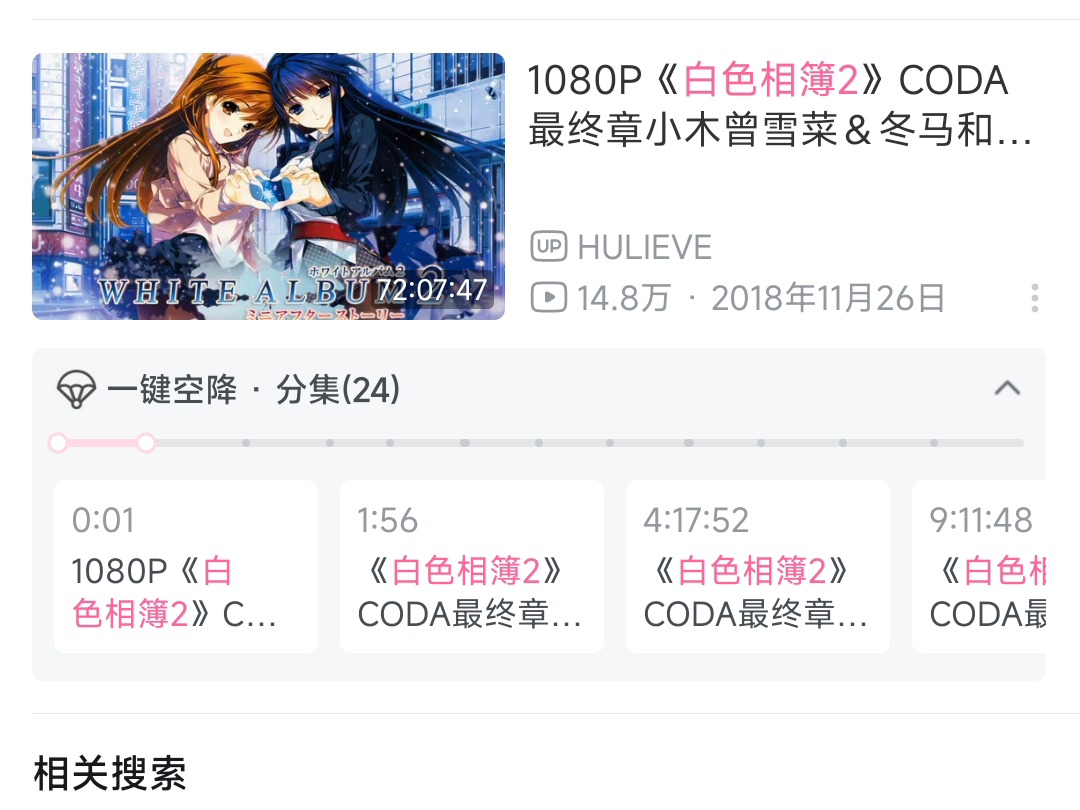 1080P《白色相簿2》CODA
最终章小木曾雪菜＆冬马和...
ホワイトアルバム2
WHITE ALBUM 2
72:07:47
ミニアフターストーリー
UP HULIEVE
14.8万 · 2018年11月26日
一键空降 · 分集(24)
0:01
1080P《白
色相簿2》C...
1:56
《白色相簿2》
CODA最终章...
4:17:52
《白色相簿2》
CODA最终章...
9:11:48
《白色相
CODA最
相关搜索